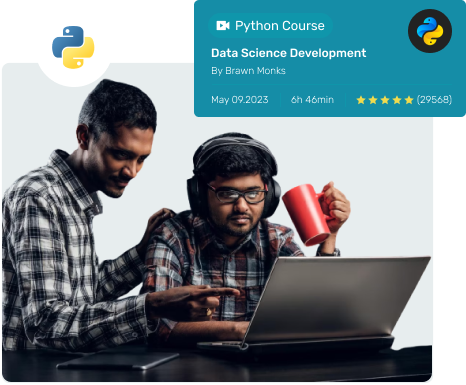 Python Course
Data Science Development
By Brawn Monks
May 09.2023 6h 46min (29568)